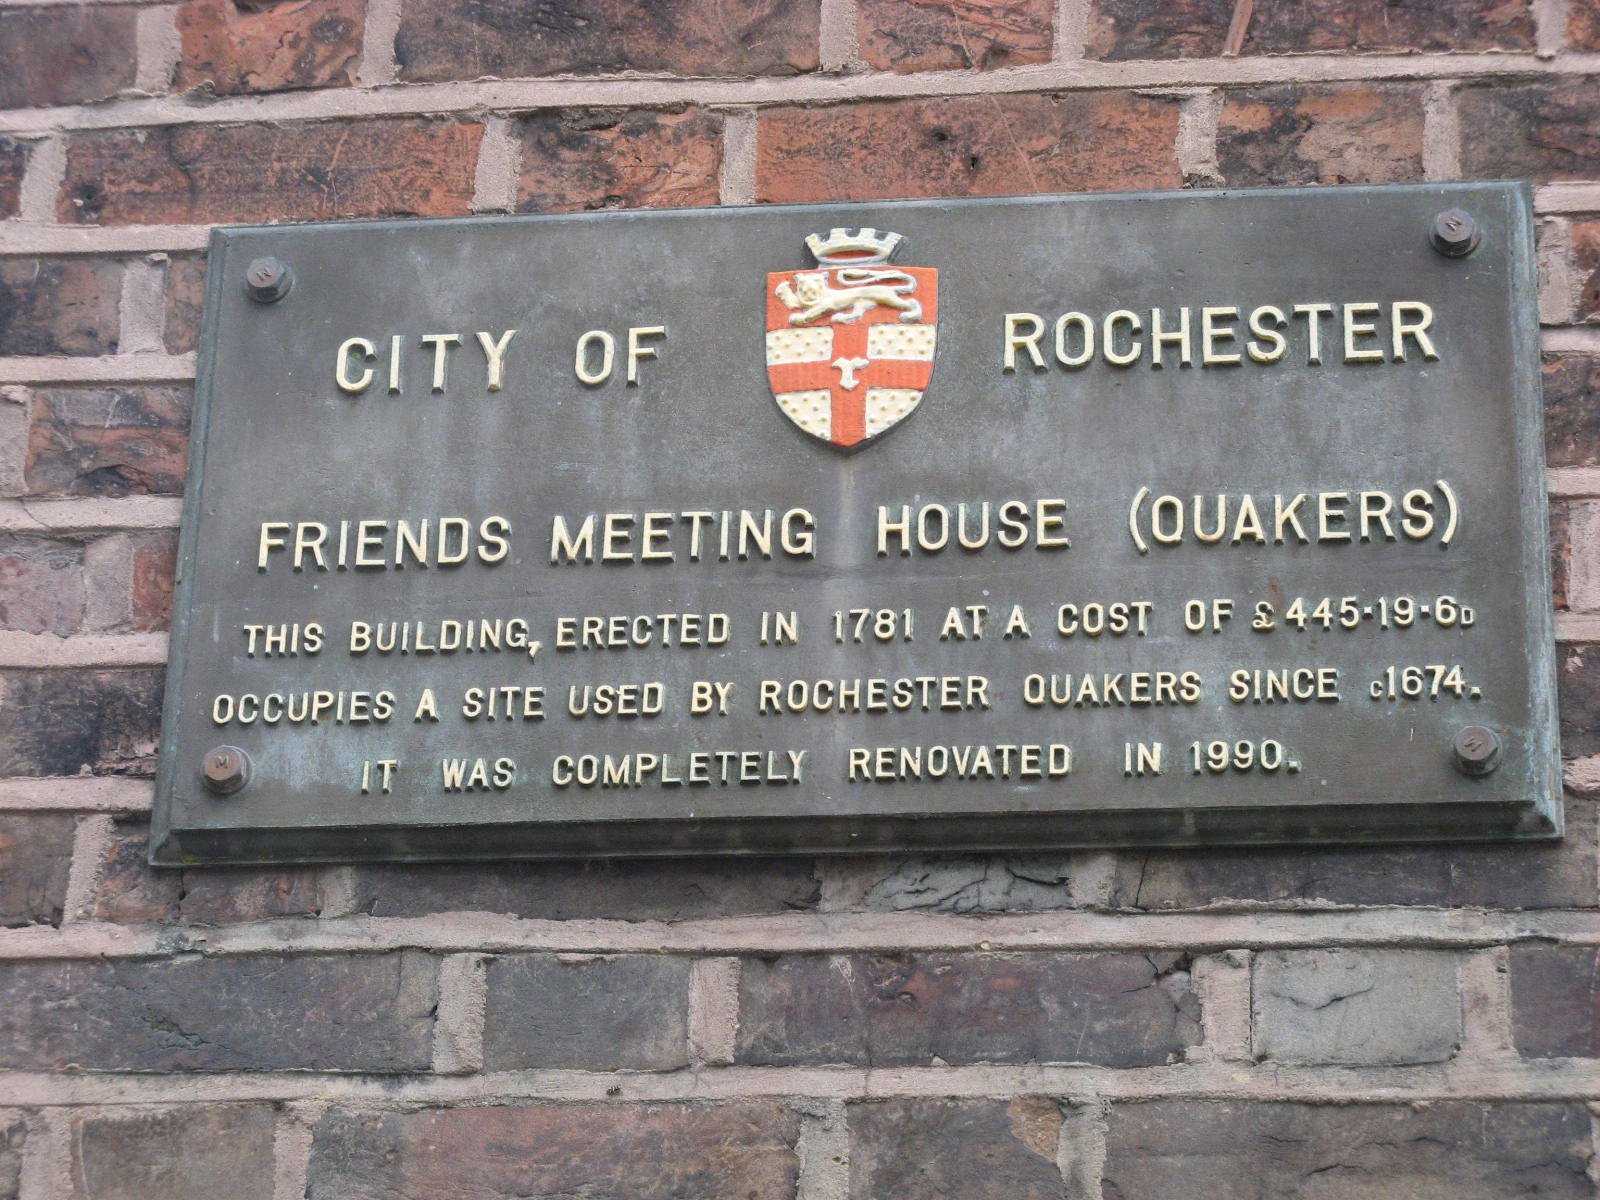 CITY OF ROCHESTER
FRIENDS MEETING HOUSE (QUAKERS)
THIS BUILDING, ERECTED IN 1781 AT A COST OF £445·19·6D
OCCUPIES A SITE USED BY ROCHESTER QUAKERS SINCE c1674.
IT WAS COMPLETELY RENOVATED IN 1990.